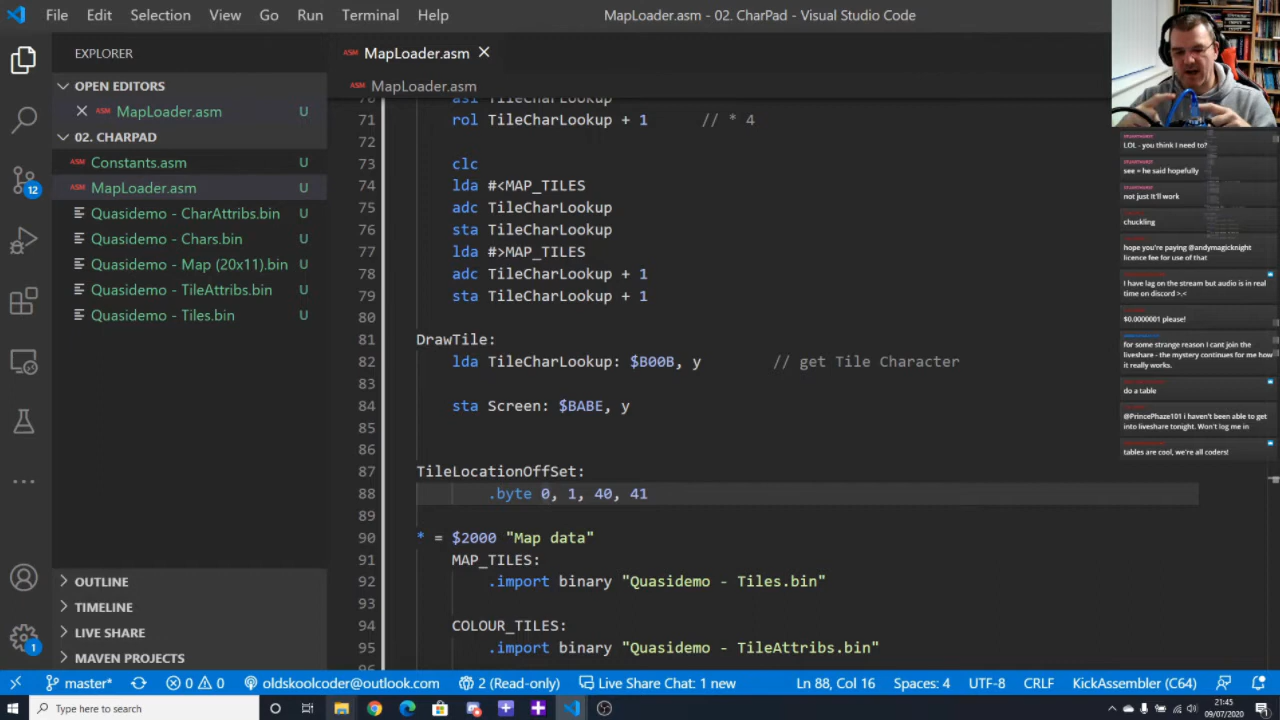 File Edit Selection View Go Run Terminal Help
MapLoader.asm - 02. CharPad - Visual Studio Code
EXPLORER
OPEN EDITORS
ASM MapLoader.asm U
02. CHARPAD
ASM Constants.asm U
ASM MapLoader.asm U
Quasidemo - CharAttribs.bin U
Quasidemo - Chars.bin U
Quasidemo - Map (20x11).bin U
Quasidemo - TileAttribs.bin U
Quasidemo - Tiles.bin U
OUTLINE
TIMELINE
LIVE SHARE
MAVEN PROJECTS
12
1
ASM MapLoader.asm
ASM MapLoader.asm
70 asl TileCharLookup
71 rol TileCharLookup + 1 // * 4
72
73 clc
74 lda #<MAP_TILES
75 adc TileCharLookup
76 sta TileCharLookup
77 lda #>MAP_TILES
78 adc TileCharLookup + 1
79 sta TileCharLookup + 1
80
81 DrawTile:
82 lda TileCharLookup: $B00B, y // get Tile Character
83
84 sta Screen: $BABE, y
85
86
87 TileLocationOffSet:
88 .byte 0, 1, 40, 41
89
90 * = $2000 "Map data"
91 MAP_TILES:
92 .import binary "Quasidemo - Tiles.bin"
93
94 COLOUR_TILES:
95 .import binary "Quasidemo - TileAttribs.bin"
LOL - you think I need to?
see = he said hopefully
not just It'll work
chuckling
hope you're paying @andymagicknight
licence fee for use of that
I have lag on the stream but audio is in real
time on discord >.<
$0.0000001 please!
for some strange reason I cant join the
liveshare - the mystery continues for me how
it really works.
do a table
@PrincePhaze101 i haven't been able to get
into liveshare tonight. Won't log me in
tables are cool, we're all coders!
master* 0 0 oldskoolcoder@outlook.com 2 (Read-only) Live Share Chat: 1 new Ln 88, Col 16 Spaces: 4 UTF-8 CRLF KickAssembler (C64)
Type here to search
21:45
09/07/2020